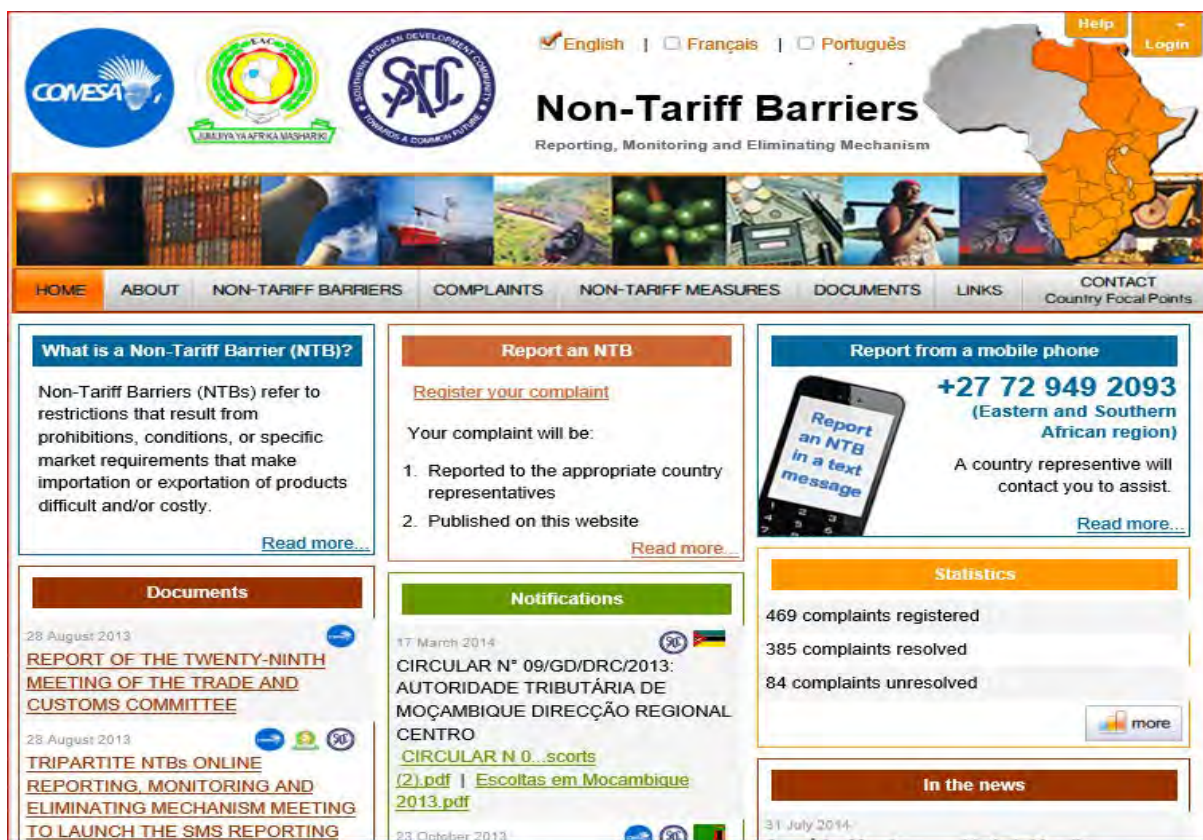 COMESA
EAC
JUMUIYA YA AFRIKA MASHARIKI
SOUTHERN AFRICAN DEVELOPMENT COMMUNITY
SADC
TOWARDS A COMMON FUTURE
English | Français | Português
Help
Login
Non-Tariff Barriers
Reporting, Monitoring and Eliminating Mechanism
HOME ABOUT NON-TARIFF BARRIERS COMPLAINTS NON-TARIFF MEASURES DOCUMENTS LINKS CONTACT
Country Focal Points
What is a Non-Tariff Barrier (NTB)?
Non-Tariff Barriers (NTBs) refer to
restrictions that result from
prohibitions, conditions, or specific
market requirements that make
importation or exportation of products
difficult and/or costly.
Read more...
Report an NTB
Register your complaint
Your complaint will be:
1. Reported to the appropriate country
representatives
2. Published on this website
Read more...
Report from a mobile phone
Report
an NTB
in a text
message
+27 72 949 2093
(Eastern and Southern
African region)
A country representive will
contact you to assist.
Read more...
Documents
28 August 2013
REPORT OF THE TWENTY-NINTH
MEETING OF THE TRADE AND
CUSTOMS COMMITTEE
28 August 2013
TRIPARTITE NTBs ONLINE
REPORTING, MONITORING AND
ELIMINATING MECHANISM MEETING
TO LAUNCH THE SMS REPORTING
Notifications
17 March 2014
CIRCULAR N° 09/GD/DRC/2013:
AUTORIDADE TRIBUTÁRIA DE
MOÇAMBIQUE DIRECÇÃO REGIONAL
CENTRO
CIRCULAR N 0...scorts
(2).pdf | Escoltas em Mocambique
2013.pdf
23 October 2013
Statistics
469 complaints registered
385 complaints resolved
84 complaints unresolved
more
In the news
31 July 2014